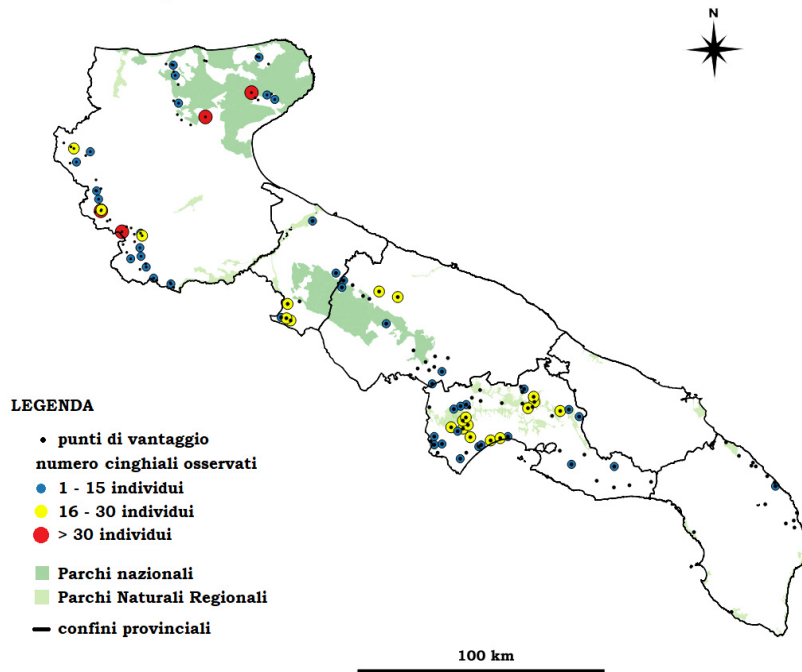 N
LEGENDA
punti di vantaggio
numero cinghiali osservati
1 - 15 individui
16 - 30 individui
> 30 individui
Parchi nazionali
Parchi Naturali Regionali
confini provinciali
100 km